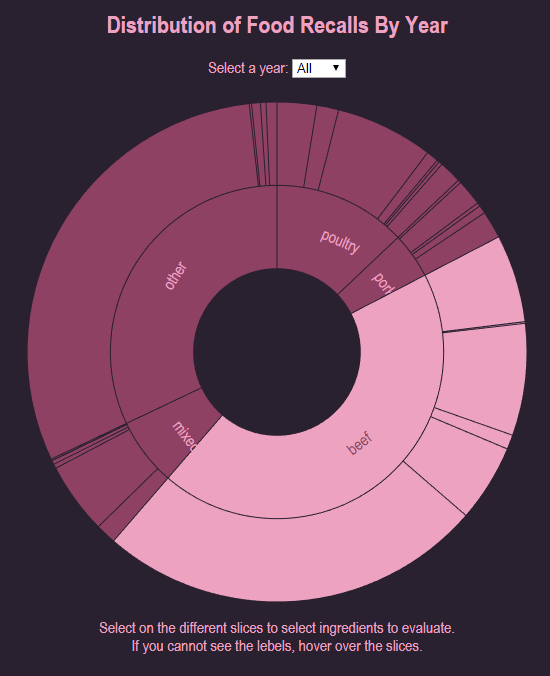 Distribution of Food Recalls By Year
Select a year: All
poultry
pork
other
beef
mixed
Select on the different slices to select ingredients to evaluate.
If you cannot see the lebels, hover over the slices.